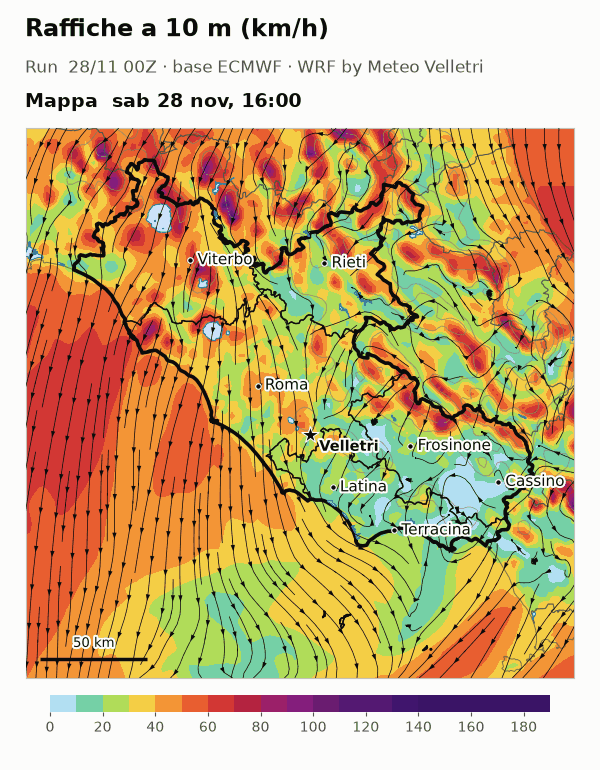 Raffiche a 10 m (km/h)
Run 28/11 00Z · base ECMWF · WRF by Meteo Velletri
Mappa sab 28 nov, 16:00
Viterbo
Rieti
Roma
Velletri
Frosinone
Cassino
Latina
Terracina
50 km
0 20 40 60 80 100 120 140 160 180